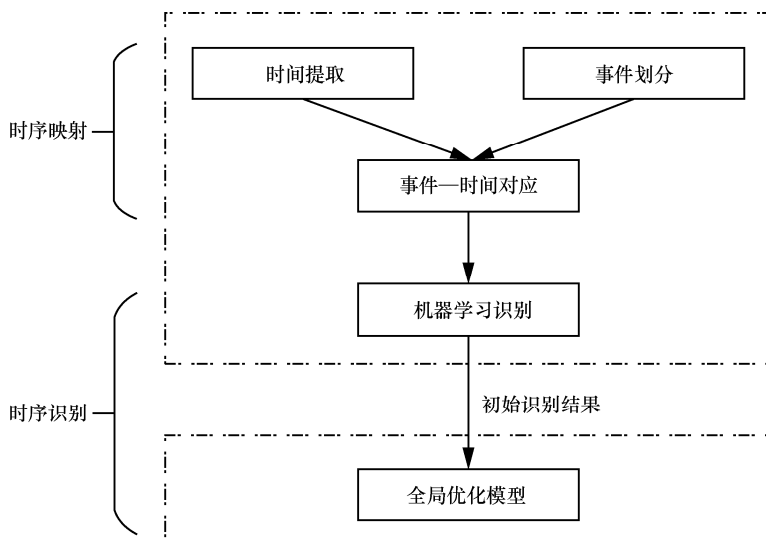 时间提取
事件划分
时序映射
事件—时间对应
机器学习识别
初始识别结果
时序识别
全局优化模型